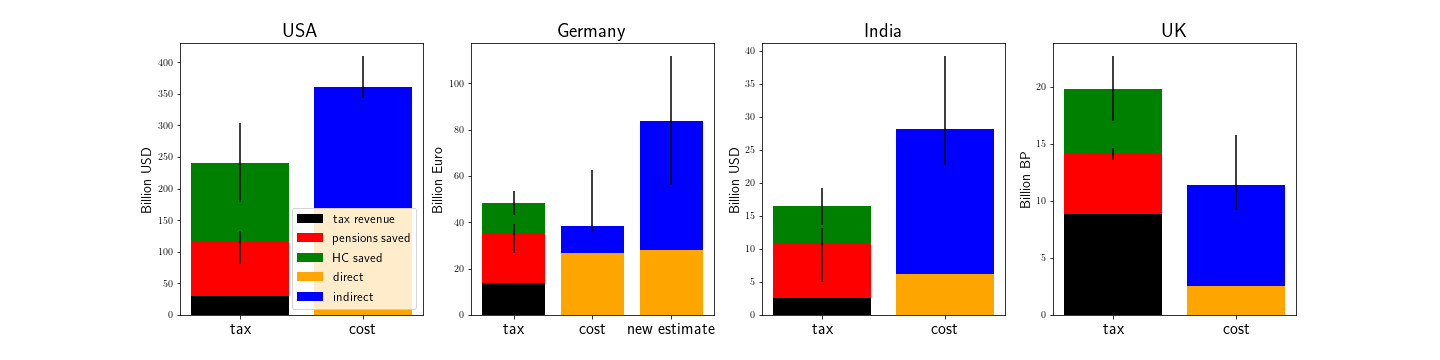 USA
Germany
India
UK
Billion USD
400
350
300
250
200
150
100
50
0
tax revenue
pensions saved
HC saved
direct
indirect
tax
cost
Billion Euro
100
80
60
40
20
0
tax
cost
new estimate
Billion USD
40
35
30
25
20
15
10
5
0
tax
cost
Billion BP
20
15
10
5
0
tax
cost